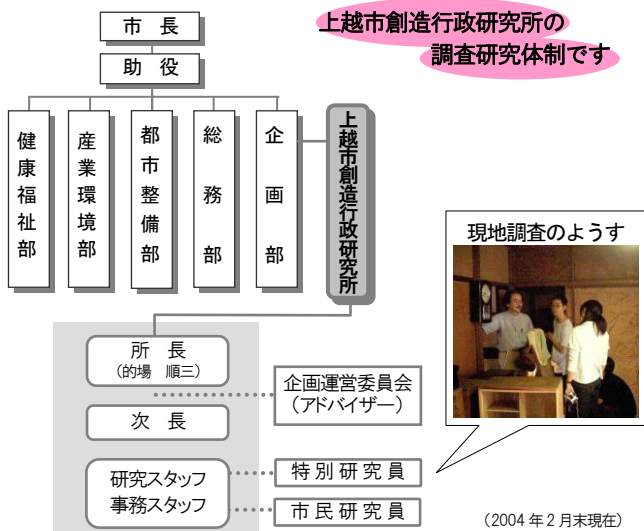 上越市創造行政研究所の
調査研究体制です
市 長
助 役
健康福祉部
産業環境部
都市整備部
総務部
企画部
上越市創造行政研究所
現地調査のようす
所 長
(的場 順三)
企画運営委員会
(アドバイザー)
次 長
研究スタッフ
事務スタッフ
特別研究員
市民研究員
(2004年2月末現在)